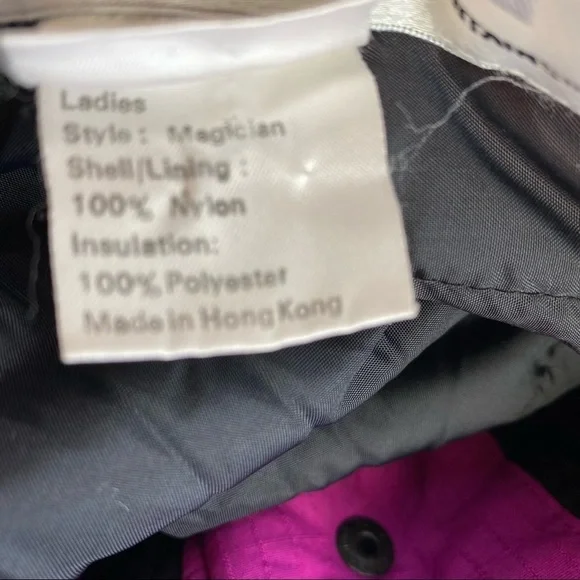 Ladies
Style: Magician
Shell/Lining:
100% Nylon
Insulation:
100% Polyester
Made in Hong Kong